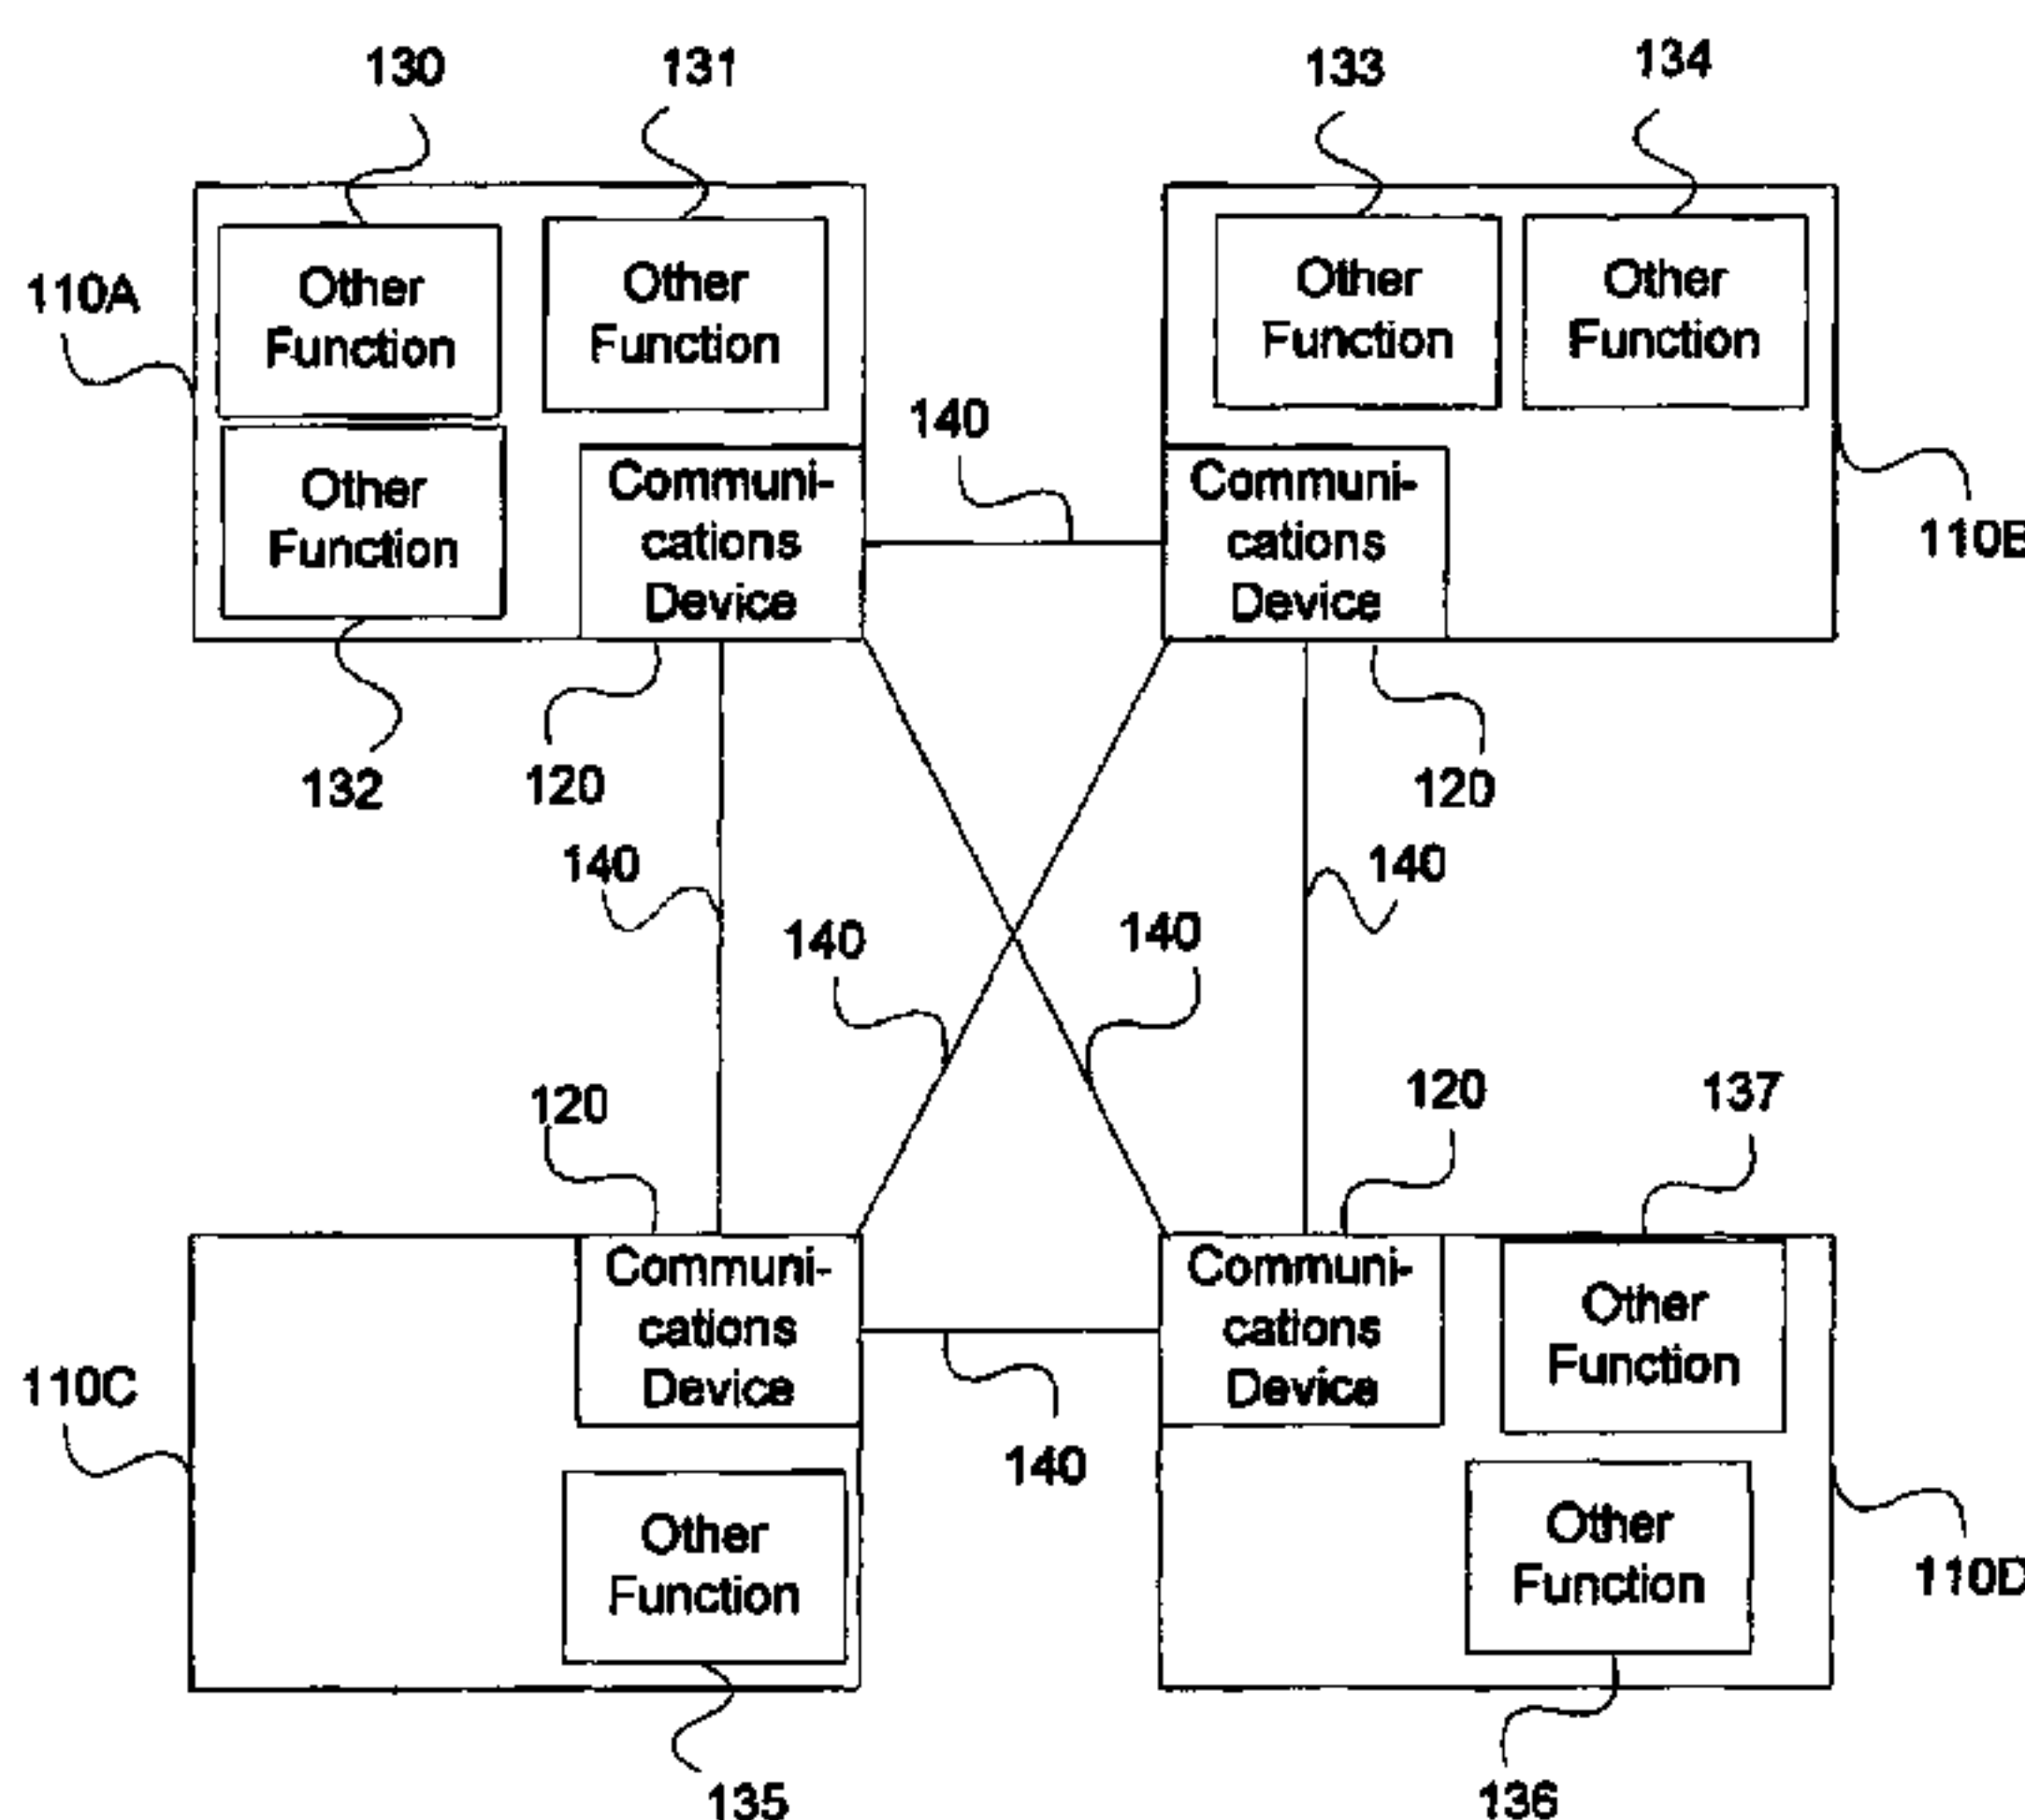 130
131
133
134
110A
Other
Function
Other
Function
Other
Function
Other
Function
Other
Function
Communi-
cations
Device
140
Communi-
cations
Device
110B
132
120
120
140
140
140
140
120
120
137
110C
Communi-
cations
Device
Communi-
cations
Device
Other
Function
140
Other
Function
Other
Function
110D
135
136